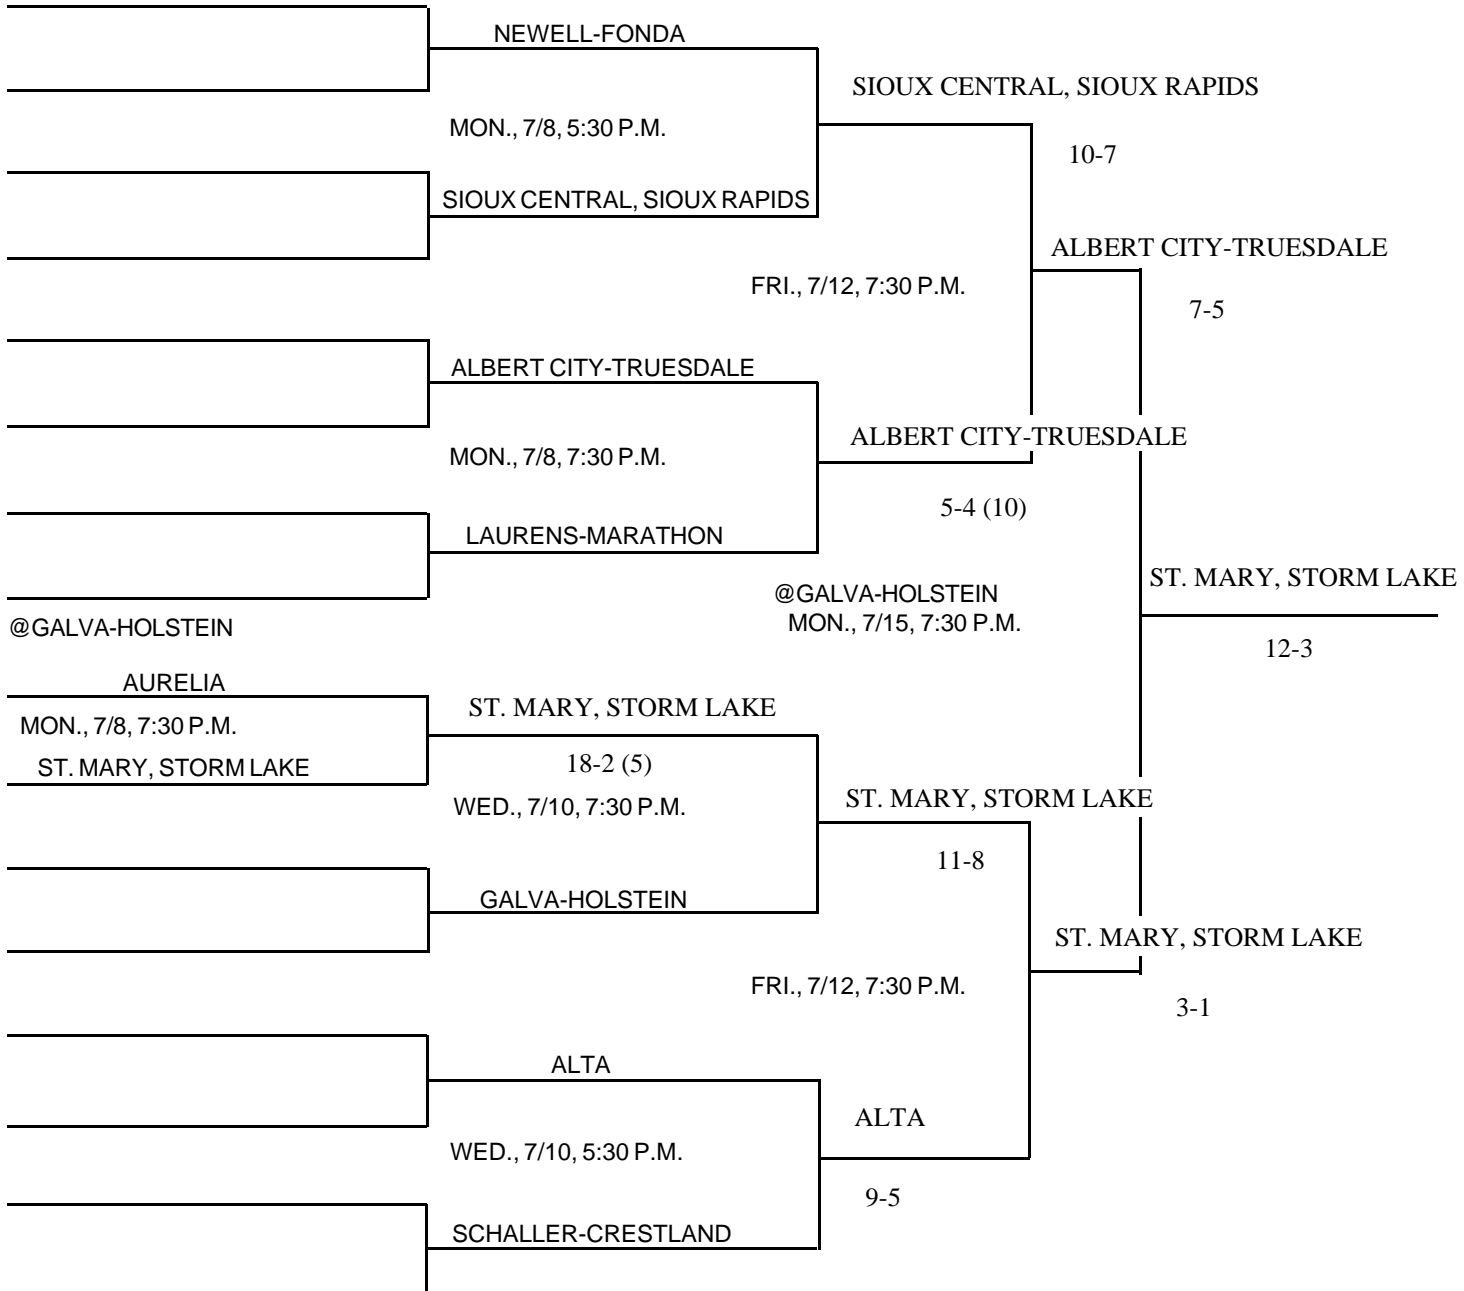 NEWELL-FONDA
SIOUX CENTRAL, SIOUX RAPIDS
MON., 7/8, 5:30 P.M.
10-7
SIOUX CENTRAL, SIOUX RAPIDS
ALBERT CITY-TRUESDALE
FRI., 7/12, 7:30 P.M.
7-5
ALBERT CITY-TRUESDALE
ALBERT CITY-TRUESDALE
MON., 7/8, 7:30 P.M.
5-4 (10)
LAURENS-MARATHON
ST. MARY, STORM LAKE
@GALVA-HOLSTEIN
MON., 7/15, 7:30 P.M.
@GALVA-HOLSTEIN
12-3
AURELIA
ST. MARY, STORM LAKE
MON., 7/8, 7:30 P.M.
ST. MARY, STORM LAKE
18-2 (5)
ST. MARY, STORM LAKE
WED., 7/10, 7:30 P.M.
11-8
GALVA-HOLSTEIN
ST. MARY, STORM LAKE
FRI., 7/12, 7:30 P.M.
3-1
ALTA
ALTA
WED., 7/10, 5:30 P.M.
9-5
SCHALLER-CRESTLAND